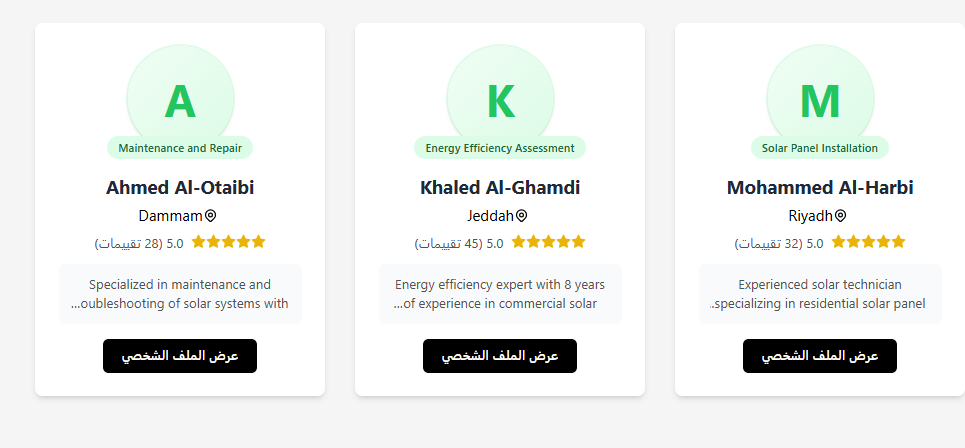 A
Maintenance and Repair
Ahmed Al-Otaibi
Dammam
5.0 (28 تقييمات)
Specialized in maintenance and
...oubleshooting of solar systems with
عرض الملف الشخصي
K
Energy Efficiency Assessment
Khaled Al-Ghamdi
Jeddah
5.0 (45 تقييمات)
Energy efficiency expert with 8 years
...of experience in commercial solar
عرض الملف الشخصي
M
Solar Panel Installation
Mohammed Al-Harbi
Riyadh
5.0 (32 تقييمات)
Experienced solar technician
..specializing in residential solar panel
عرض الملف الشخصي